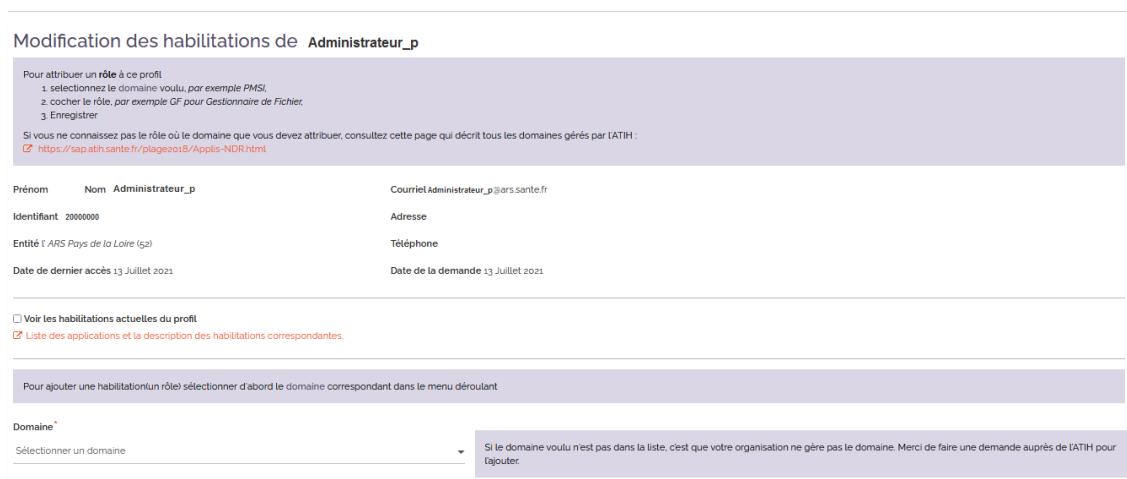 Modification des habilitations de Administrateur_p
Pour attribuer un rôle à ce profil
1. selectionnez le domaine voulu, par exemple PMSI,
2. cocher le rôle, par exemple GF pour Gestionnaire de Fichier,
3. Enregistrer
Si vous ne connaissez pas le rôle où le domaine que vous devez attribuer, consultez cette page qui décrit tous les domaines gérés par l'ATIH :
https://sap.atih.sante.fr/plage2018/Applis-NDR.html
Prénom Nom Administrateur_p Courriel Administrateur_p@ars.sante.fr
Identifiant 20000000 Adresse
Entité l' ARS Pays de la Loire (52) Téléphone
Date de dernier accès 13 Juillet 2021 Date de la demande 13 Juillet 2021
Voir les habilitations actuelles du profil
Liste des applications et la description des habilitations correspondantes.
Pour ajouter une habilitation(un rôle) sélectionner d'abord le domaine correspondant dans le menu déroulant
Domaine *
Sélectionner un domaine
Si le domaine voulu n'est pas dans la liste, c'est que votre organisation ne gère pas le domaine. Merci de faire une demande auprès de l'ATIH pour
l'ajouter.